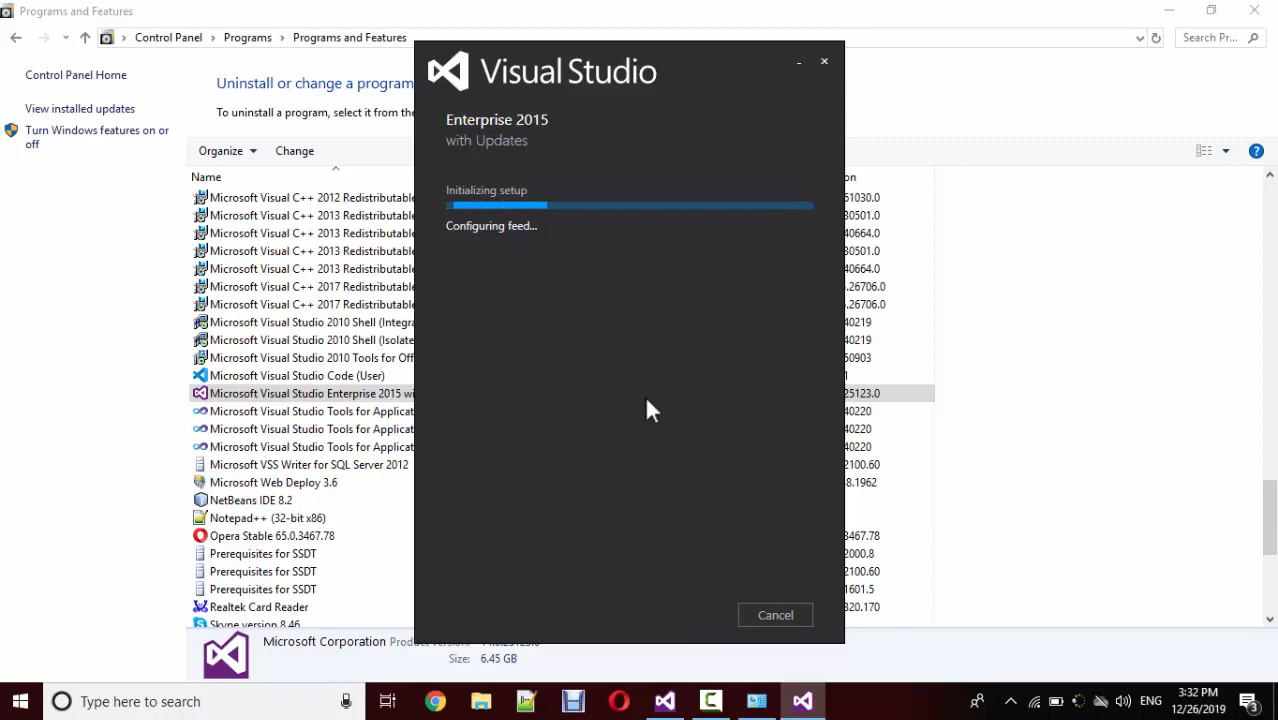 Programs and Features
Control Panel > Programs > Programs and Features
Search Pr...
Control Panel Home
View installed updates
Turn Windows features on or
off
Uninstall or change a program
To uninstall a program, select it from the
Organize
Change
Name
on
Microsoft Visual C++ 2012 Redistributable
61030.0
Microsoft Visual C++ 2013 Redistributable
30501.0
Microsoft Visual C++ 2013 Redistributable
40664.0
Microsoft Visual C++ 2013 Redistributable
30501.0
Microsoft Visual C++ 2013 Redistributable
40664.0
Microsoft Visual C++ 2017 Redistributable
.26706.0
Microsoft Visual C++ 2017 Redistributable
.26706.0
Microsoft Visual Studio 2010 Shell (Integra
40219
Microsoft Visual Studio 2010 Shell (Isolate
40219
Microsoft Visual Studio 2010 Tools for Off
50903
Microsoft Visual Studio Code (User)
1
Microsoft Visual Studio Enterprise 2015 wi
25123.0
Microsoft Visual Studio Tools for Applicat
40220
Microsoft Visual Studio Tools for Applicat
40220
Microsoft Visual Studio Tools for Applicat
40220
Microsoft VSS Writer for SQL Server 2012
2100.60
Microsoft Web Deploy 3.6
38.1962
NetBeans IDE 8.2
Notepad++ (32-bit x86)
Opera Stable 65.0.3467.78
3467.78
Prerequisites for SSDT
2000.8
Prerequisites for SSDT
2100.60
Prerequisites for SSDT
1601.5
Realtek Card Reader
320.170
Skype version 8.46
Microsoft Corporation
Size: 6.45 GB
Visual Studio
Enterprise 2015
with Updates
Initializing setup
Configuring feed...
Cancel
Type here to search
ENG
3:32 PM
12/26/2019
3